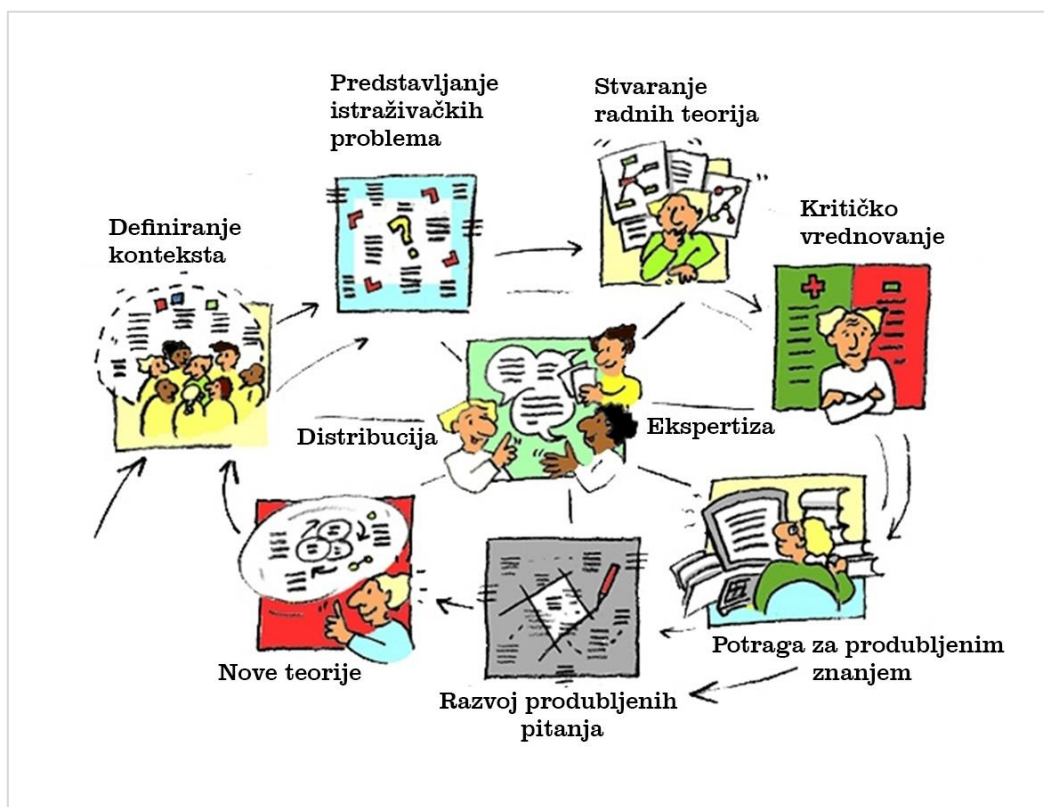 Predstavljanje
istraživačkih
problema
Stvaranje
radnih teorija
Kritičko
vrednovanje
Definiranje
konteksta
Distribucija
Ekspertiza
Potraga za produbljenim
znanjem
Razvoj produbljenih
pitanja
Nove teorije